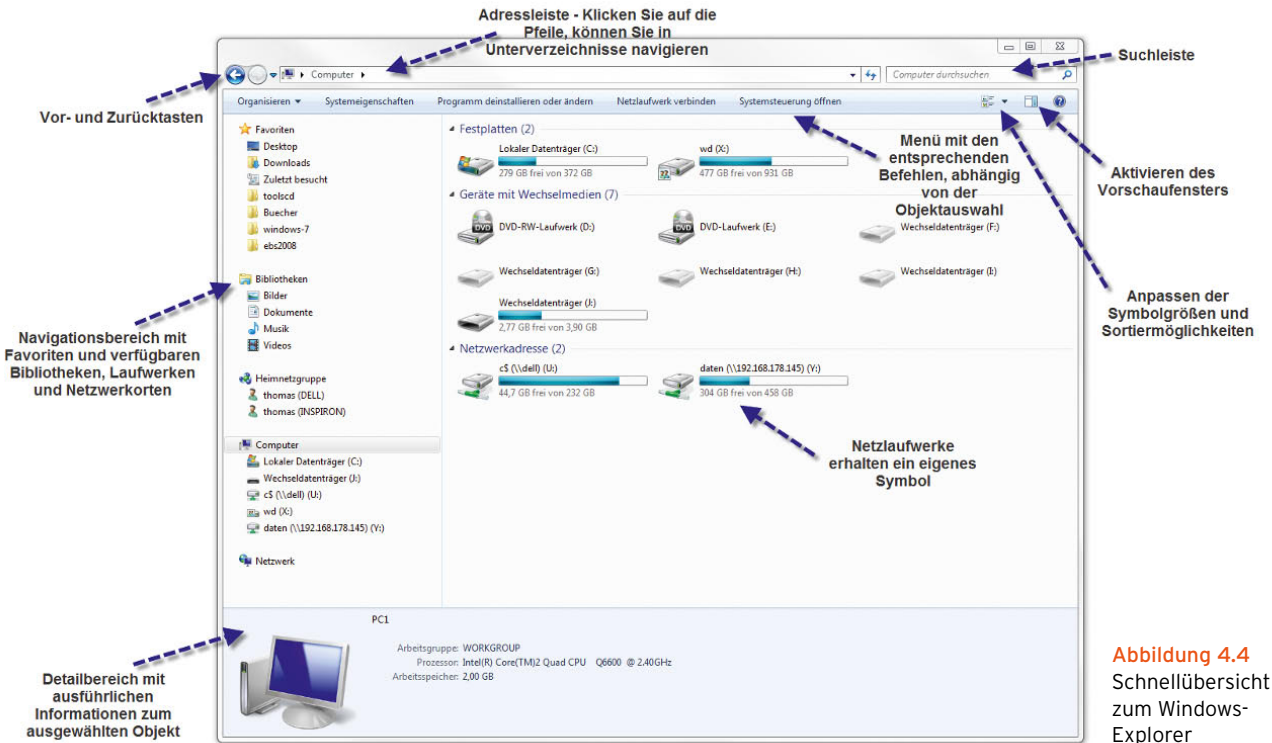 Adressleiste - Klicken Sie auf die
Pfeile, können Sie in
Unterverzeichnisse navigieren
Suchleiste
Vor- und Zurücktasten
Computer
Computer durchsuchen
Organisieren
Systemeigenschaften
Programm deinstallieren oder ändern
Netzlaufwerk verbinden
Systemsteuerung öffnen
Menü mit den
entsprechenden
Befehlen, abhängig
von der
Objektauswahl
Aktivieren des
Vorschaufensters
Anpassen der
Symbolgrößen und
Sortiermöglichkeiten
Navigationsbereich mit
Favoriten und verfügbaren
Bibliotheken, Laufwerken
und Netzwerkorten
Favoriten
Desktop
Downloads
Zuletzt besucht
toolscd
Buecher
windows-7
ebs2008
Bibliotheken
Bilder
Dokumente
Musik
Videos
Heimnetzgruppe
thomas (DELL)
thomas (INSPIRON)
Computer
Lokaler Datenträger (C:)
Wechseldatenträger (J:)
c$ (\\dell) (U:)
wd (X:)
daten (\\192.168.178.145) (Y:)
Netzwerk
Festplatten (2)
Lokaler Datenträger (C:)
279 GB frei von 372 GB
wd (X:)
477 GB frei von 931 GB
Geräte mit Wechselmedien (7)
DVD-RW-Laufwerk (D:)
DVD-Laufwerk (E:)
Wechseldatenträger (F:)
Wechseldatenträger (G:)
Wechseldatenträger (H:)
Wechseldatenträger (I:)
Wechseldatenträger (J:)
2,77 GB frei von 3,90 GB
Netzwerkadresse (2)
c$ (\\dell) (U:)
44,7 GB frei von 232 GB
daten (\\192.168.178.145) (Y:)
304 GB frei von 458 GB
Netzlaufwerke
erhalten ein eigenes
Symbol
PC1
Arbeitsgruppe: WORKGROUP
Prozessor: Intel(R) Core(TM)2 Quad CPU Q6600 @ 2.40GHz
Arbeitsspeicher: 2,00 GB
Detailbereich mit
ausführlichen
Informationen zum
ausgewählten Objekt
Abbildung 4.4
Schnellübersicht
zum Windows-
Explorer